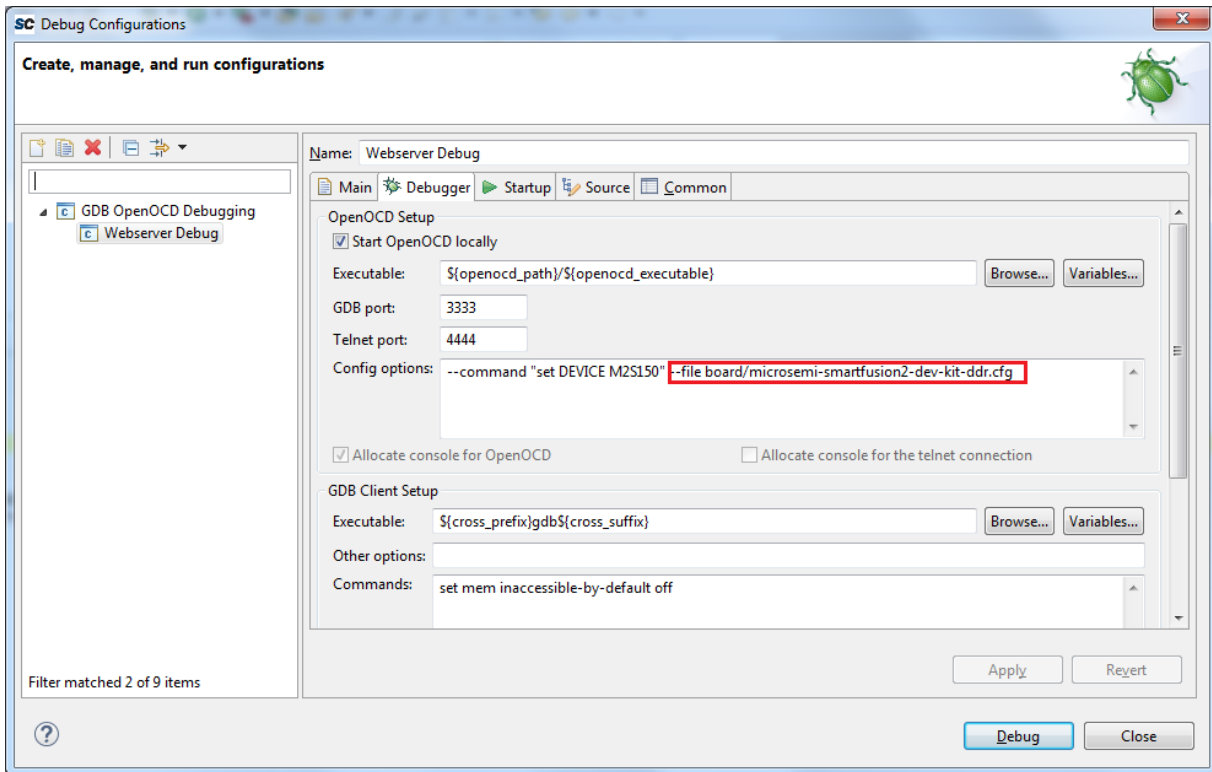 SC Debug Configurations
Create, manage, and run configurations
Name: Webserver Debug
Main Debugger Startup Source Common
GDB OpenOCD Debugging
Webserver Debug
Filter matched 2 of 9 items
OpenOCD Setup
Start OpenOCD locally
Executable: ${openocd_path}/${openocd_executable} Browse... Variables...
GDB port: 3333
Telnet port: 4444
Config options: --command "set DEVICE M2S150" --file board/microsemi-smartfusion2-dev-kit-ddr.cfg
Allocate console for OpenOCD Allocate console for the telnet connection
GDB Client Setup
Executable: ${cross_prefix}gdb${cross_suffix} Browse... Variables...
Other options:
Commands: set mem inaccessible-by-default off
Apply Revert
? Debug Close